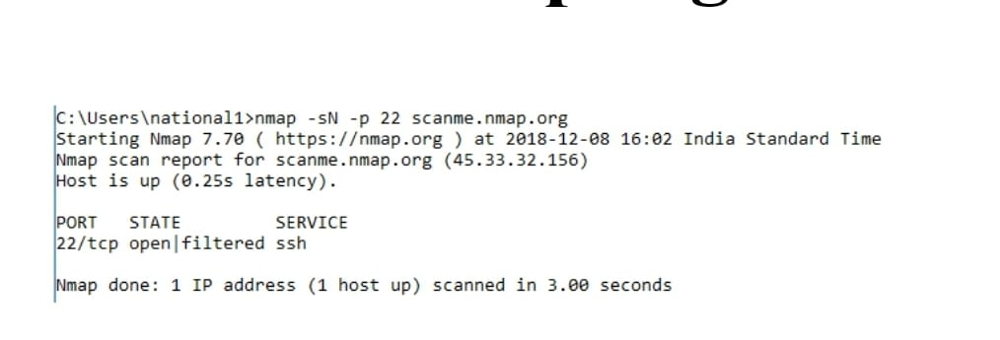 C:\Users\national1>nmap -sN -p 22 scanme.nmap.org
Starting Nmap 7.70 ( https://nmap.org ) at 2018-12-08 16:02 India Standard Time
Nmap scan report for scanme.nmap.org (45.33.32.156)
Host is up (0.25s latency).
PORT STATE SERVICE
22/tcp open|filtered ssh
Nmap done: 1 IP address (1 host up) scanned in 3.00 seconds